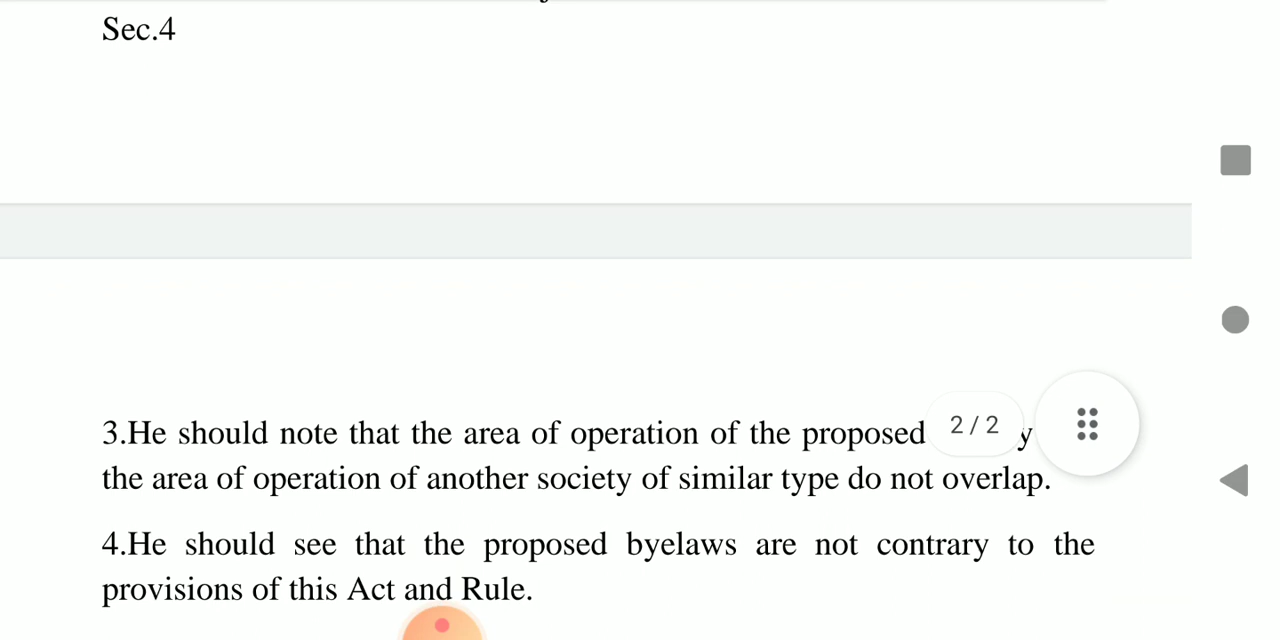 Sec.4
3.He should note that the area of operation of the proposed
2 / 2
the area of operation of another society of similar type do not overlap.
4.He should see that the proposed byelaws are not contrary to the
provisions of this Act and Rule.